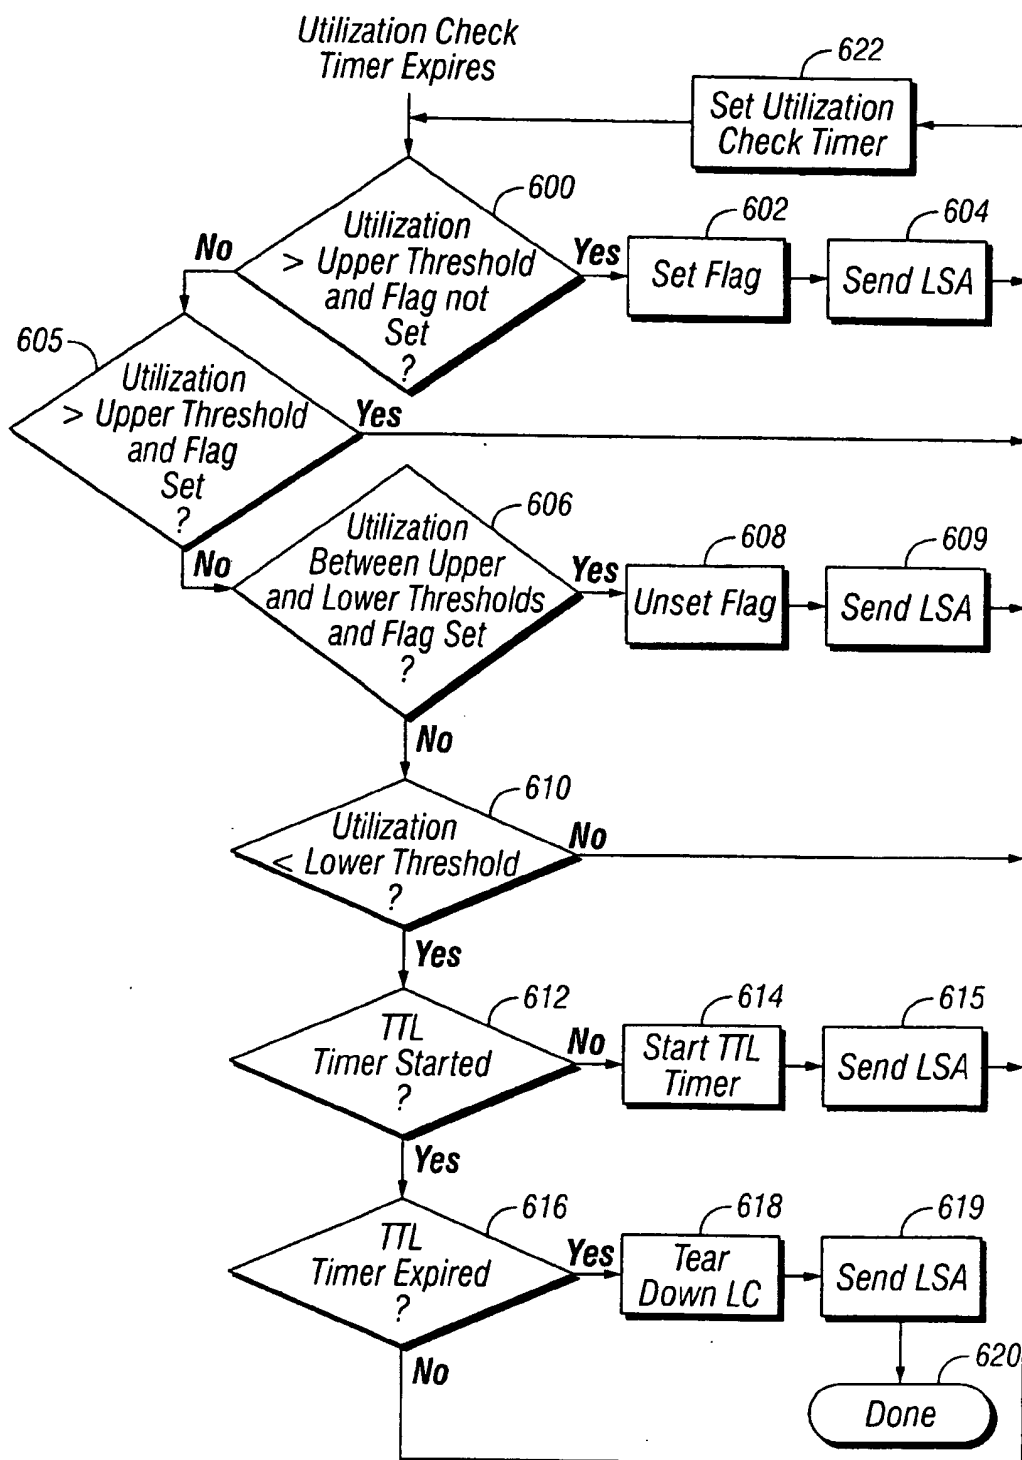 Utilization Check
Timer Expires
622
Set Utilization
Check Timer
600
Utilization
> Upper Threshold
and Flag not
Set
?
No
Yes
602
Set Flag
604
Send LSA
605
Utilization
> Upper Threshold
and Flag
Set
?
Yes
No
606
Utilization
Between Upper
and Lower Thresholds
and Flag Set
?
Yes
608
Unset Flag
609
Send LSA
No
610
Utilization
< Lower Threshold
?
No
Yes
612
TTL
Timer Started
?
No
614
Start TTL
Timer
615
Send LSA
Yes
616
TTL
Timer Expired
?
Yes
618
Tear
Down LC
619
Send LSA
No
620
Done